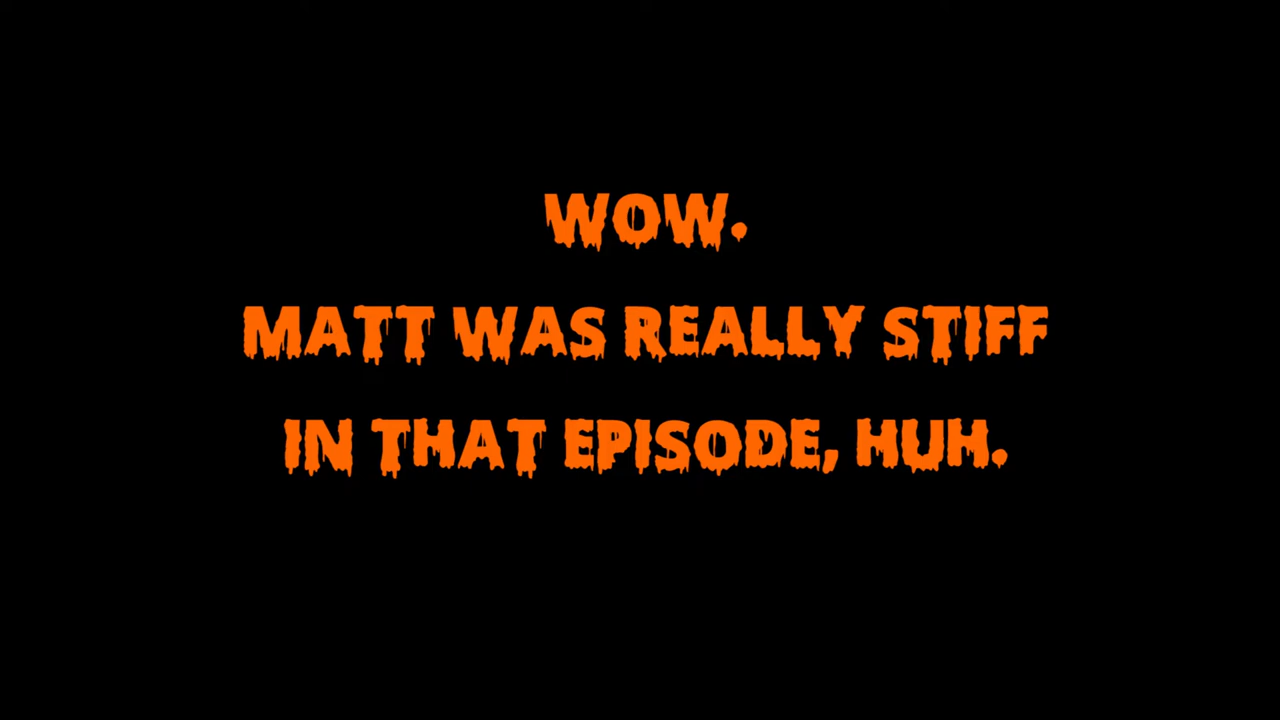 WOW.
MATT WAS REALLY STIFF
IN THAT EPISODE, HUH.